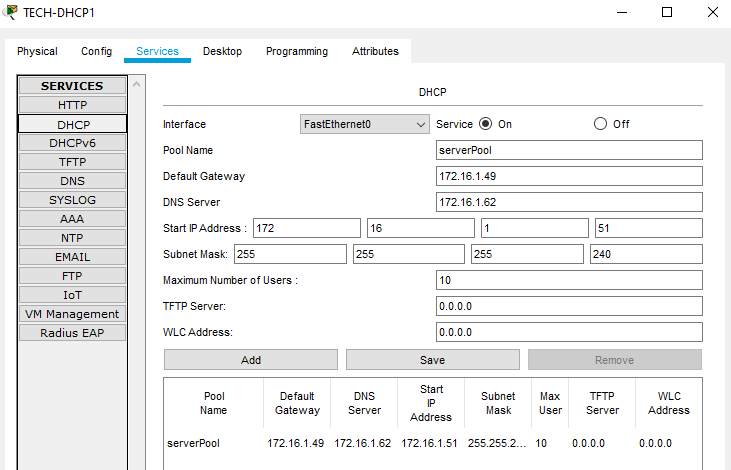 TECH-DHCP1
Physical Config Services Desktop Programming Attributes
SERVICES
HTTP
DHCP
DHCPv6
TFTP
DNS
SYSLOG
AAA
NTP
EMAIL
FTP
IoT
VM Management
Radius EAP
DHCP
Interface FastEthernet0 Service On Off
Pool Name serverPool
Default Gateway 172.16.1.49
DNS Server 172.16.1.62
Start IP Address : 172 16 1 51
Subnet Mask: 255 255 255 240
Maximum Number of Users : 10
TFTP Server: 0.0.0.0
WLC Address: 0.0.0.0
Add Save Remove
Pool Name Default Gateway DNS Server Start IP Address Subnet Mask Max User TFTP Server WLC Address
serverPool 172.16.1.49 172.16.1.62 172.16.1.51 255.255.2... 10 0.0.0.0 0.0.0.0